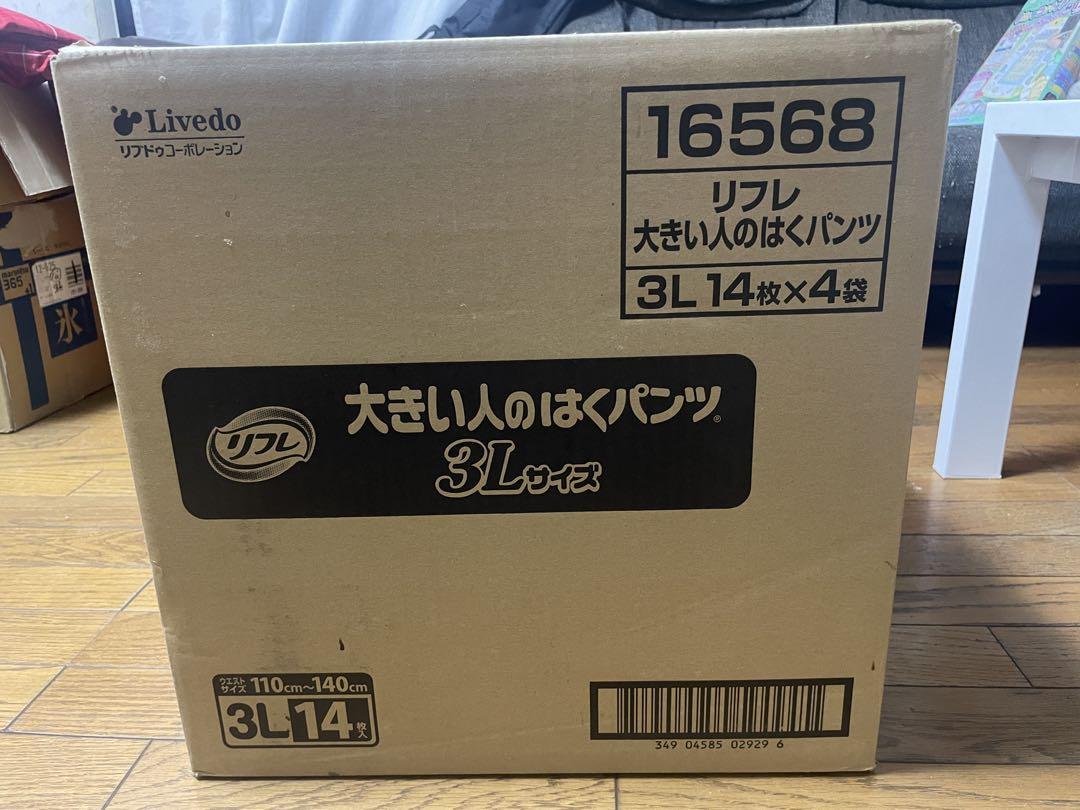 Livedo
リブドゥコーポレーション
16568
リフレ
大きい人のはくパンツ
3L 14枚×4袋
リフレ
大きい人のはくパンツ®
3Lサイズ
ウエストサイズ 110cm~140cm
3L 14枚入
349 04585 02929 6
365
氷